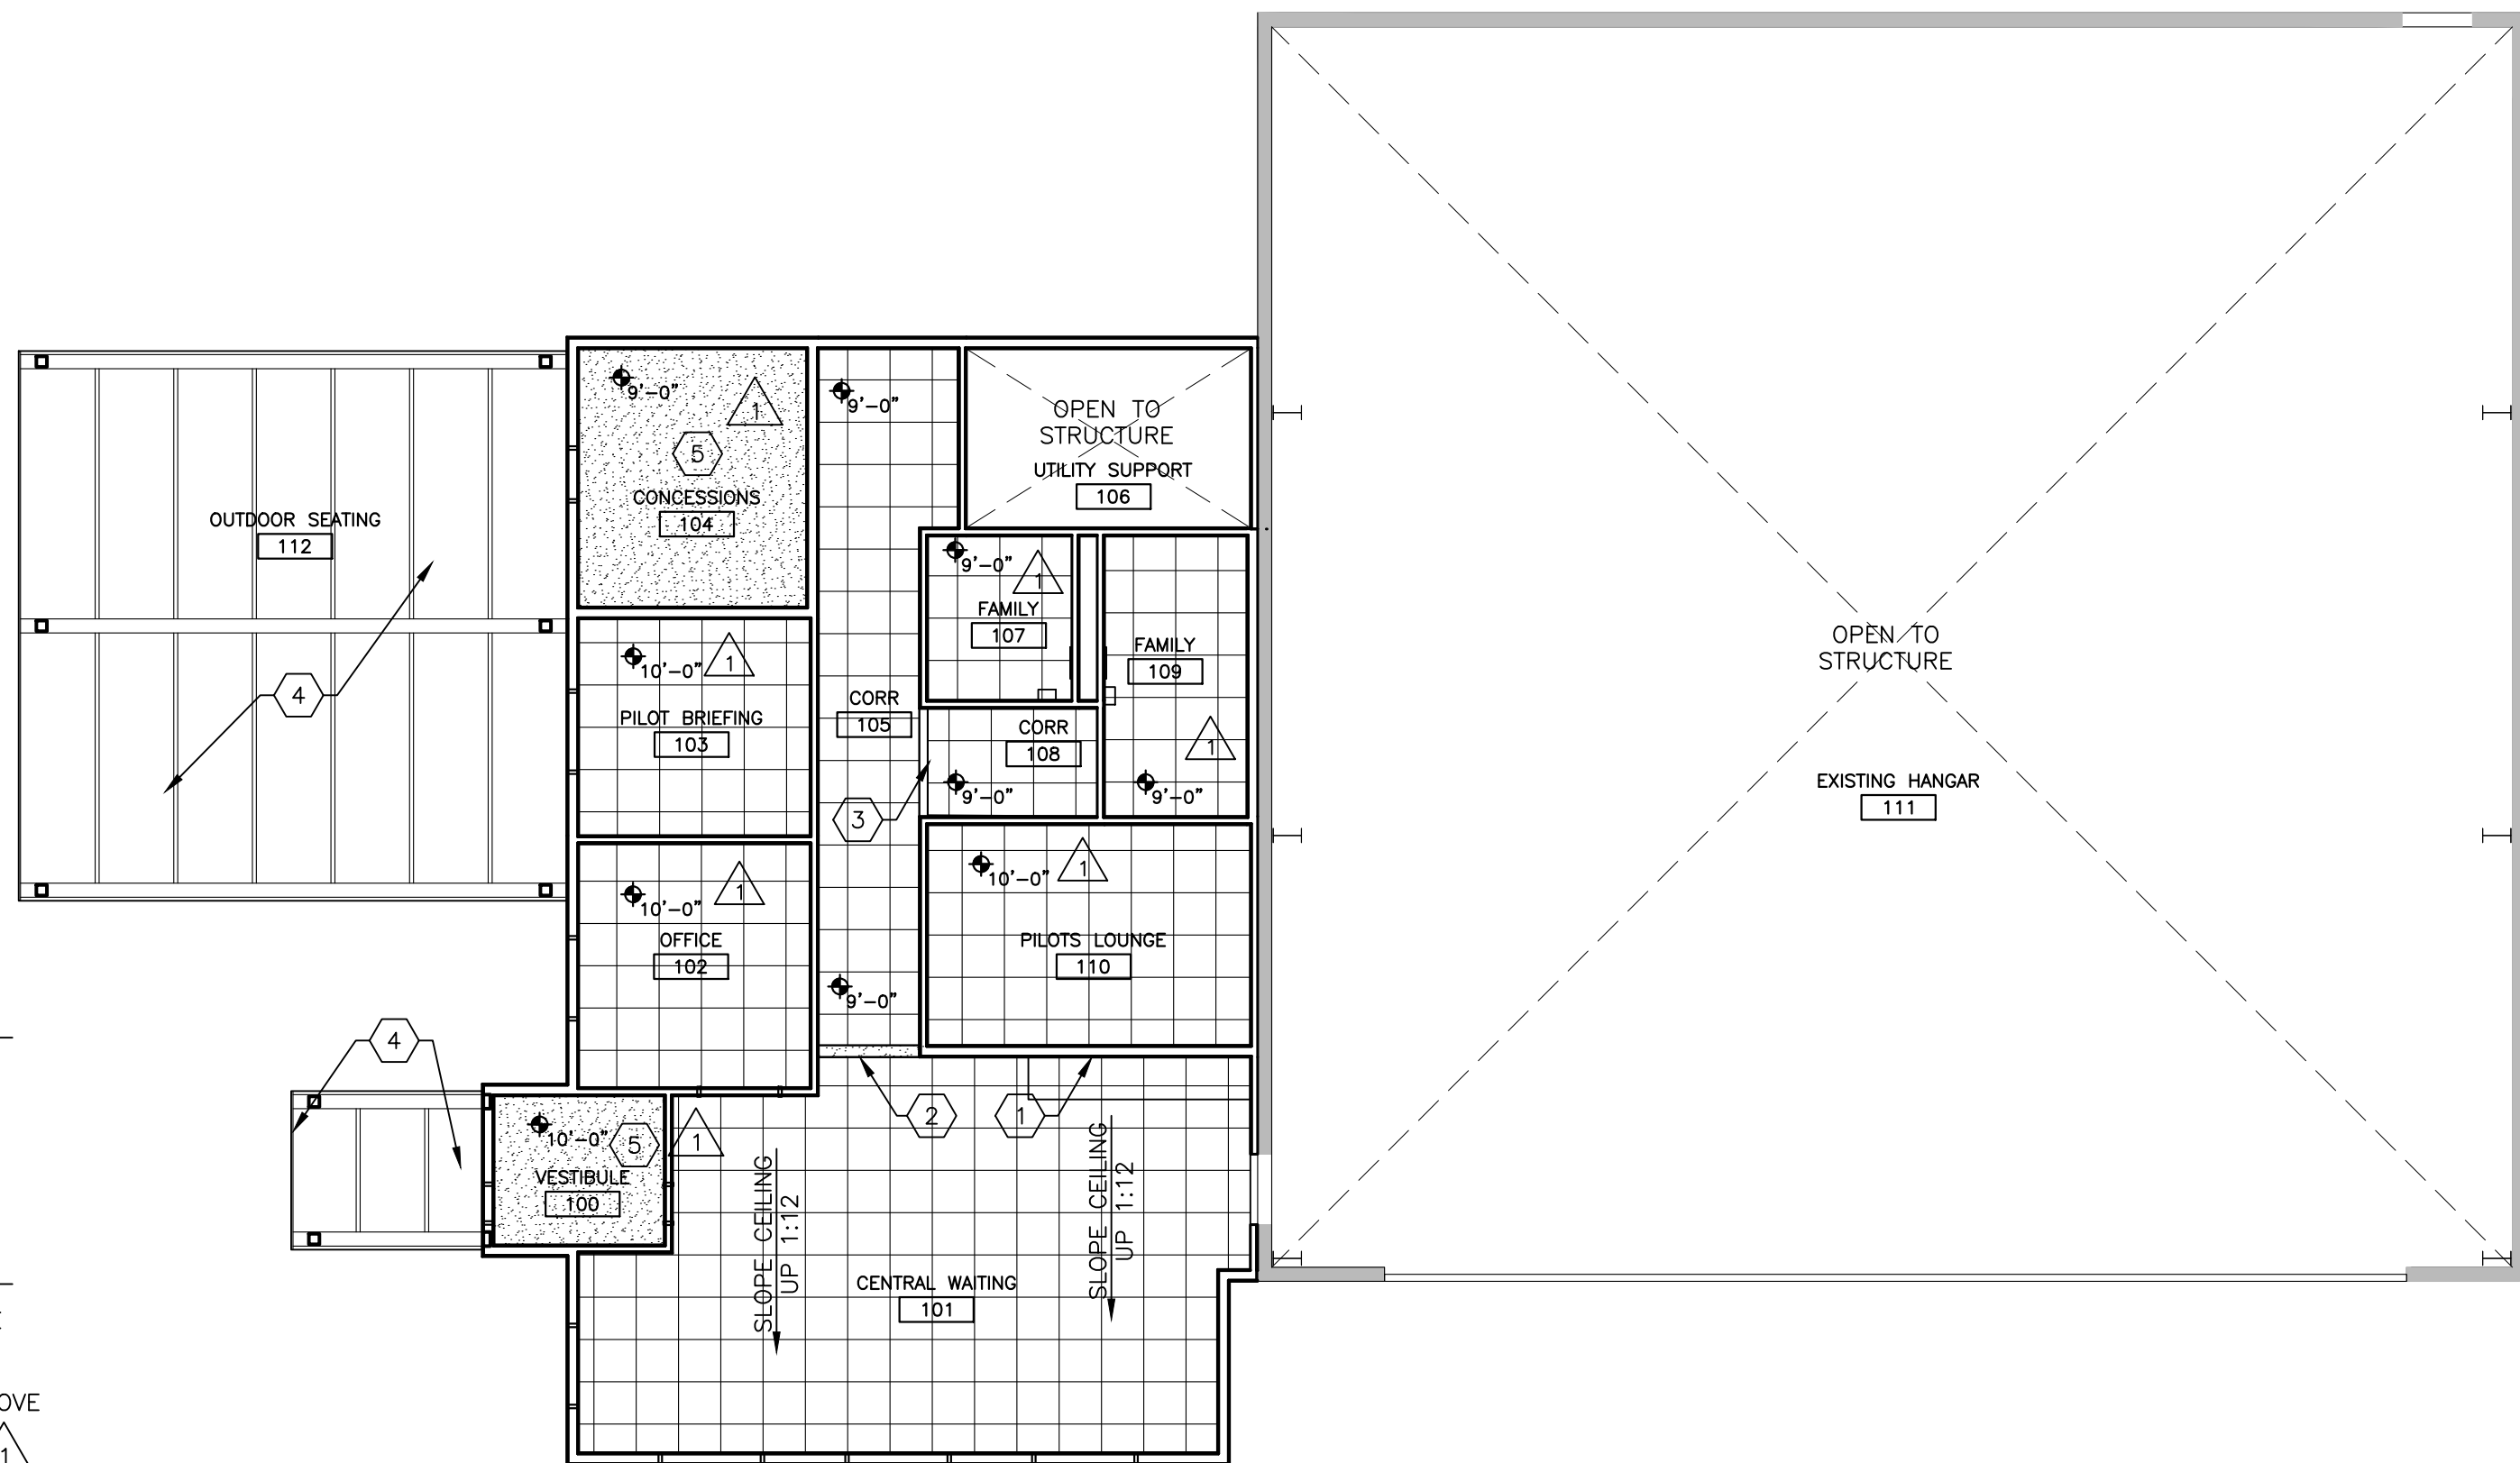 9'-0"
1
5
CONCESSIONS
104
9'-0"
OPEN TO
STRUCTURE
UTILITY SUPPORT
106
OUTDOOR SEATING
112
4
9'-0"
1
FAMILY
107
FAMILY
109
1
9'-0"
10'-0"
1
PILOT BRIEFING
103
CORR
105
CORR
108
9'-0"
3
10'-0"
1
OFFICE
102
10'-0"
1
PILOTS LOUNGE
110
9'-0"
OPEN TO
STRUCTURE
EXISTING HANGAR
111
4
2
1
10'-0"
5
1
VESTIBULE
100
SLOPE CEILING
UP 1:12
SLOPE CEILING
UP 1:12
CENTRAL WAITING
101
OVE
1